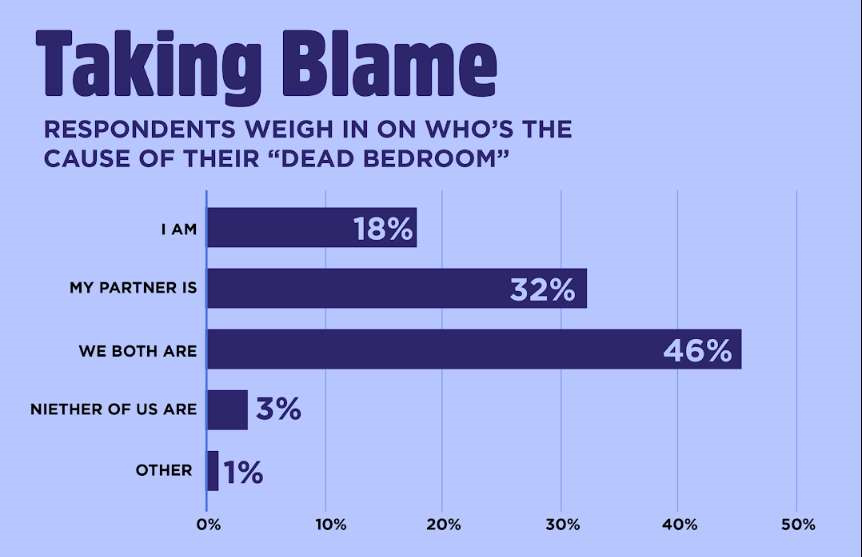 Taking Blame
RESPONDENTS WEIGH IN ON WHO'S THE
CAUSE OF THEIR “DEAD BEDROOM”
I AM 18%
MY PARTNER IS 32%
WE BOTH ARE 46%
NIETHER OF US ARE 3%
OTHER 1%
0% 10% 20% 30% 40% 50%